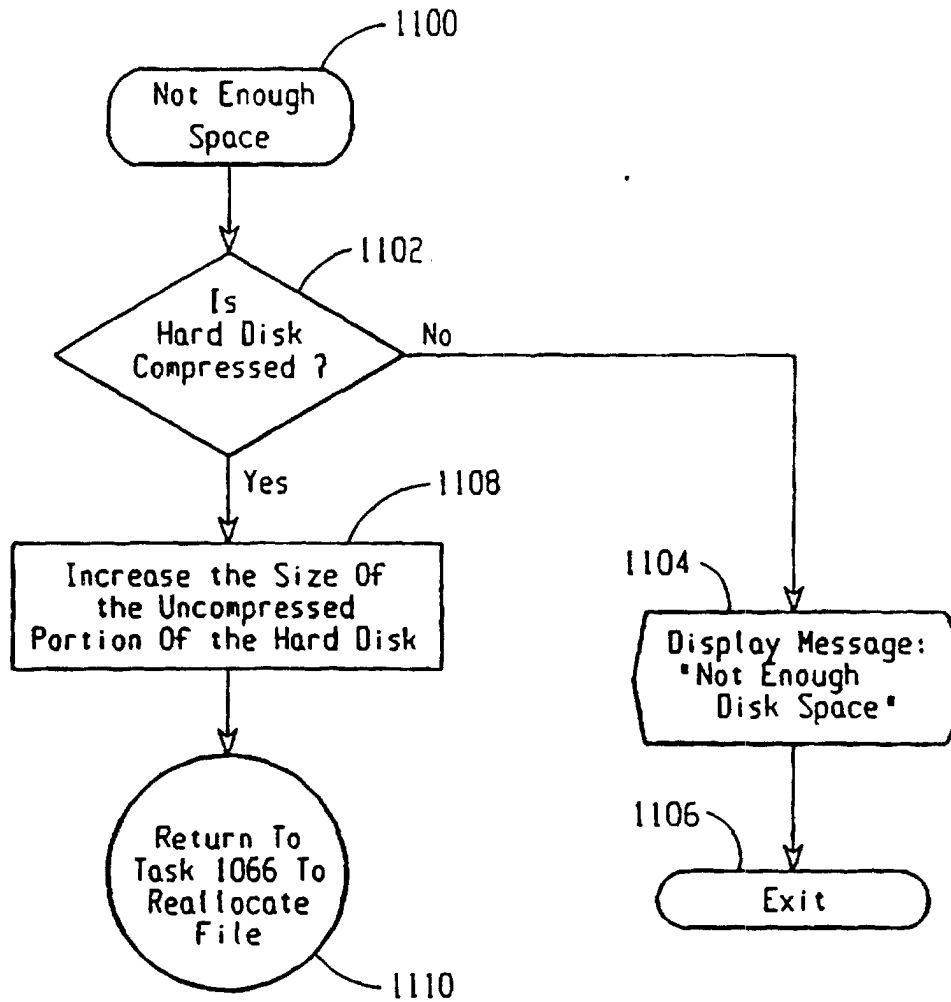 1100
Not Enough
Space
1102
Is
Hard Disk
Compressed ?
No
Yes
1108
Increase the Size Of
the Uncompressed
Portion Of the Hard Disk
1104
Display Message:
"Not Enough
Disk Space"
Return To
Task 1066 To
Reallocate
File
1106
Exit
1110